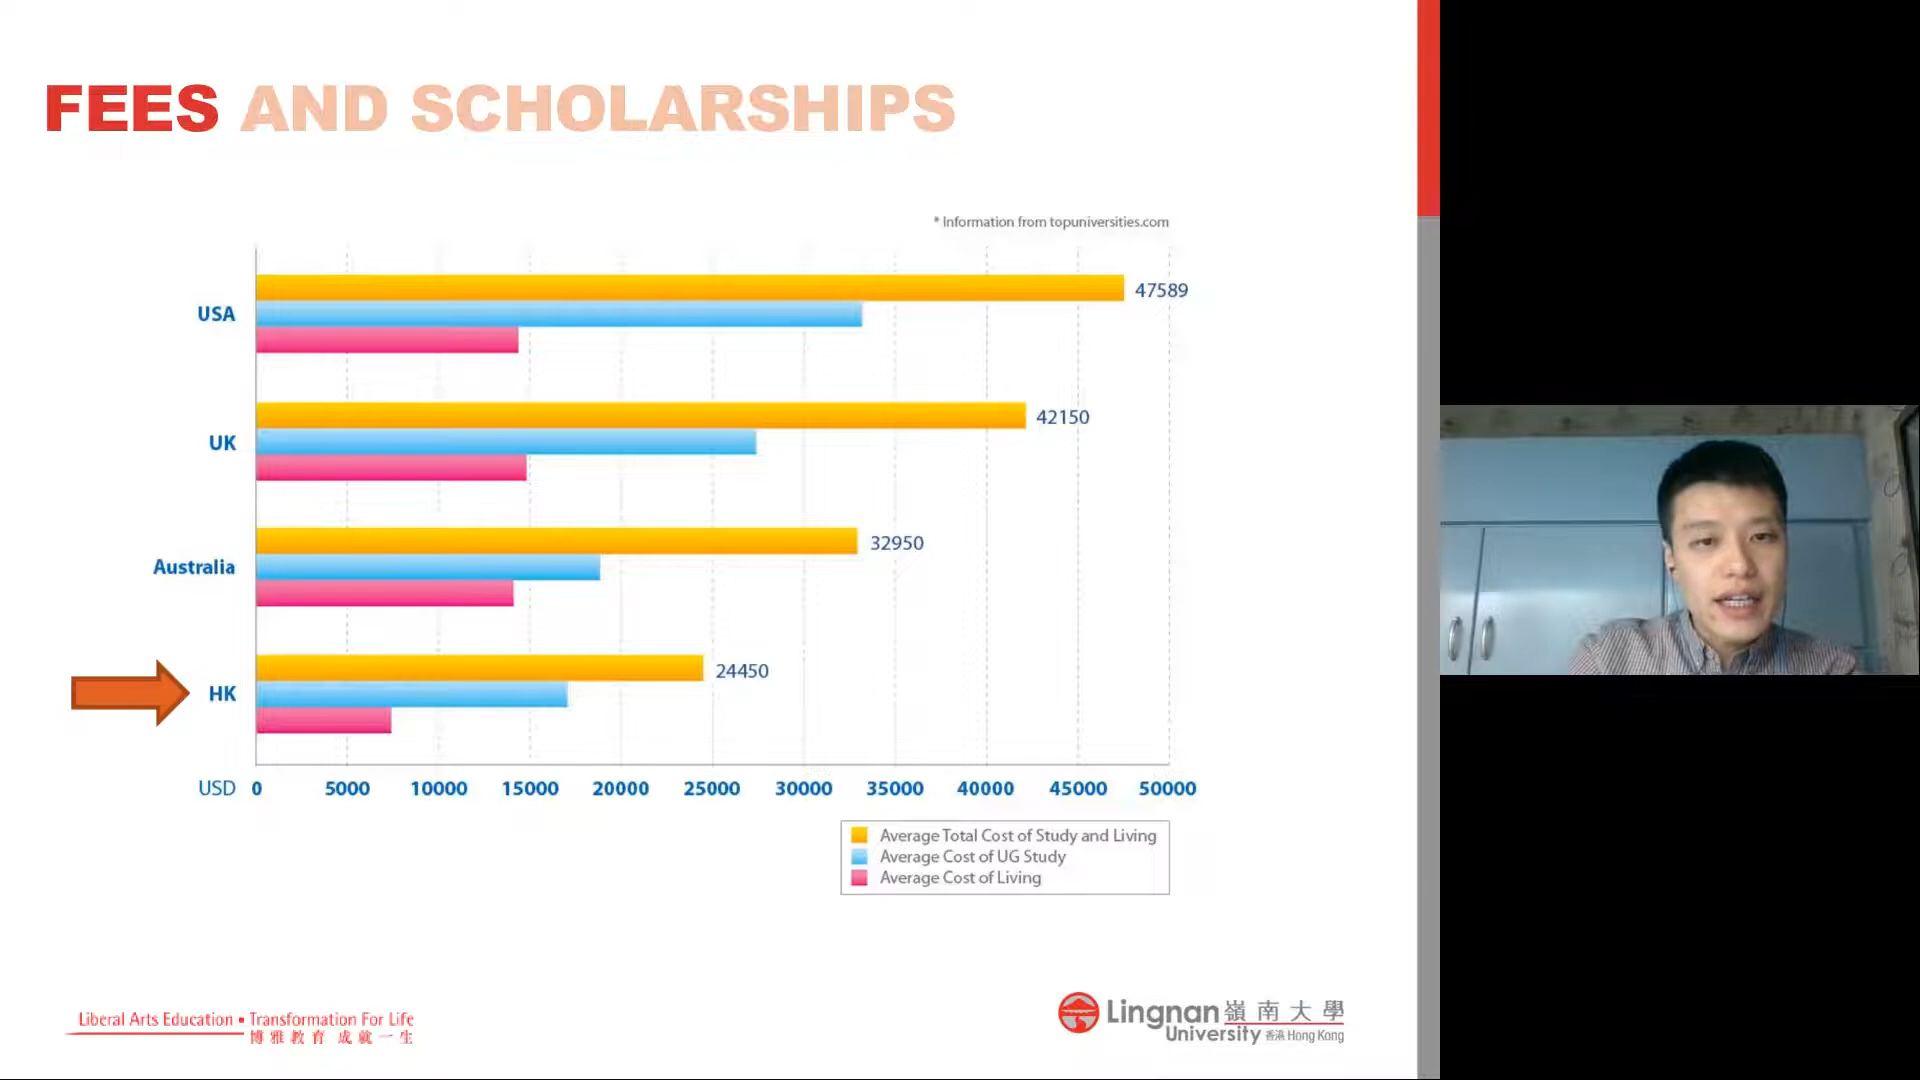 FEES AND SCHOLARSHIPS
* Information from topuniversities.com
USA
47589
UK
42150
Australia
32950
HK
24450
USD 0 5000 10000 15000 20000 25000 30000 35000 40000 45000 50000
Average Total Cost of Study and Living
Average Cost of UG Study
Average Cost of Living
Liberal Arts Education ▪ Transformation For Life
博雅教育 成就一生
Lingnan 嶺南大學
University 香港 Hong Kong